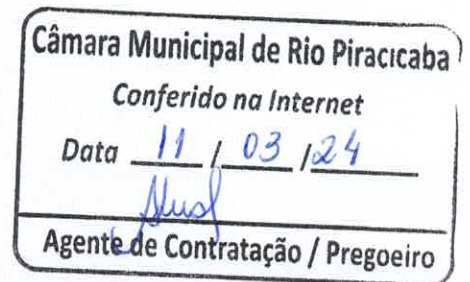 Câmara Municipal de Rio Piracicaba
Conferido na Internet
Data 11 / 03 / 24
Agente de Contratação / Pregoeiro